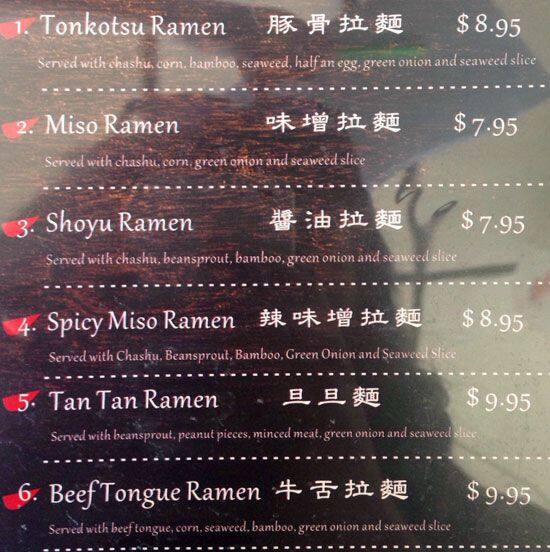 1. Tonkotsu Ramen 豚骨拉麵 $8.95
Served with chashu, corn, bamboo, seaweed, half an egg, green onion and seaweed slice
2. Miso Ramen 味增拉麵 $7.95
Served with chashu, corn, green onion and seaweed slice
3. Shoyu Ramen 醬油拉麵 $7.95
Served with chashu, beansprout, bamboo, green onion and seaweed slice
4. Spicy Miso Ramen 辣味增拉麵 $8.95
Served with Chashu, Beansprout, Bamboo, Green Onion and Seaweed Slice
5. Tan Tan Ramen 旦旦麵 $9.95
Served with beansprout, peanut pieces, minced meat, green onion and seaweed slice
6. Beef Tongue Ramen 牛舌拉麵 $9.95
Served with beef tongue, corn, seaweed, bamboo, green onion and seaweed slice